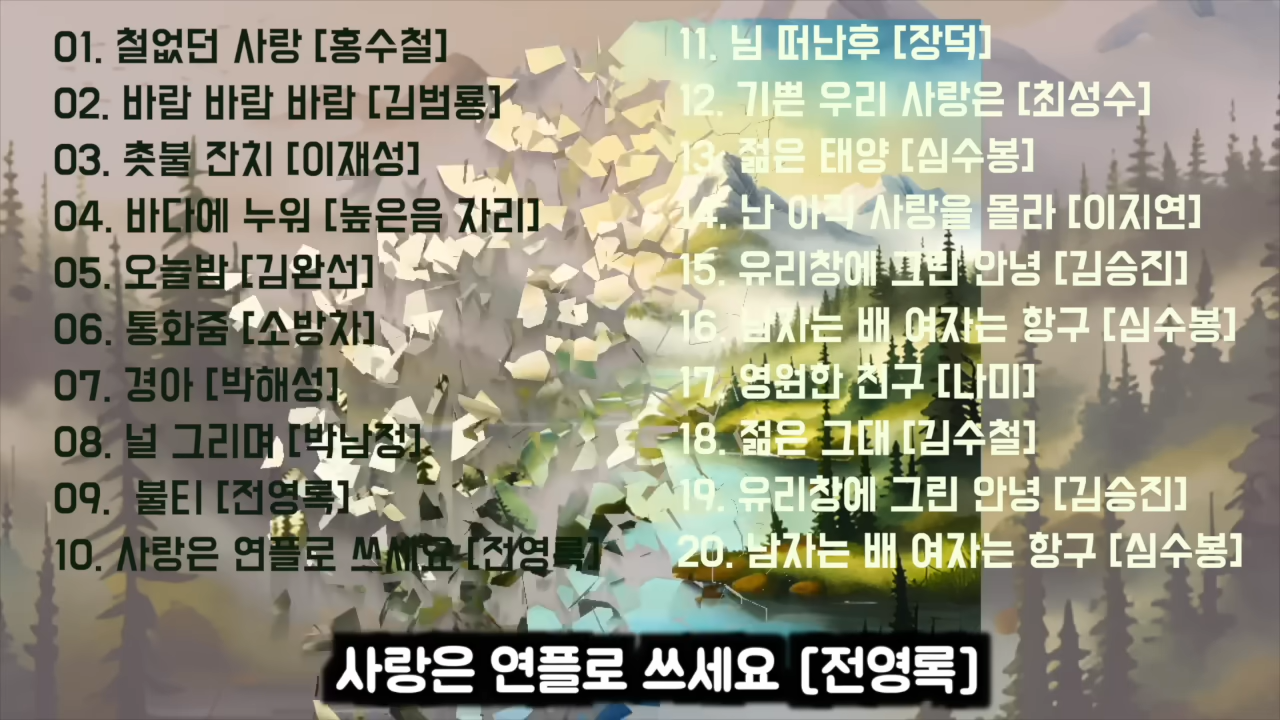 01. 철없던 사랑 [홍수철]
02. 바람 바람 바람 [김범룡]
03. 촛불 잔치 [이재성]
04. 바다에 누워 [높은음 자리]
05. 오늘밤 [김완선]
06. 통화중 [소방차]
07. 경아 [박혜성]
08. 널 그리며 [박남정]
09. 불티 [전영록]
10. 사랑은 연필로 쓰세요 [전영록]
11. 님 떠난후 [장덕]
12. 기쁜 우리 사랑은 [최성수]
13. 젊은 태양 [심수봉]
14. 난 아직 사랑을 몰라 [이지연]
15. 유리창에 그린 안녕 [김승진]
16. 남자는 배 여자는 항구 [심수봉]
17. 영원한 친구 [나미]
18. 젊은 그대 [김수철]
19. 유리창에 그린 안녕 [김승진]
20. 남자는 배 여자는 항구 [심수봉]
사랑은 연플로 쓰세요 [전영록]